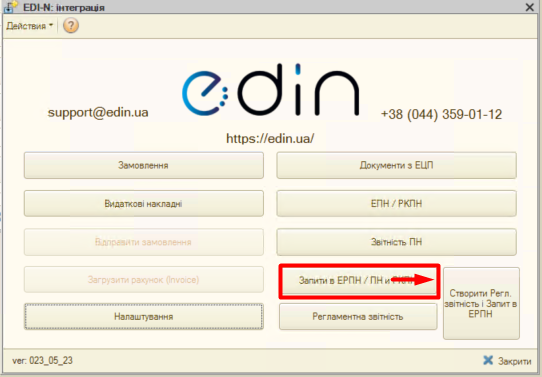 EDI-N: інтеграція
Действия
edin
support@edin.ua
+38 (044) 359-01-12
https://edin.ua/
Замовлення
Документи з ЕЦП
Видаткові накладні
ЕПН / РКПН
Відправити замовлення
Звітність ПН
Загрузити рахунок (Invoice)
Запити в ЕРПН / ПН и РКПН
Створити Регл.
звітність і Запит в
ЕРПН
Налаштування
Регламентна звітність
ver: 023_05_23
Закрити